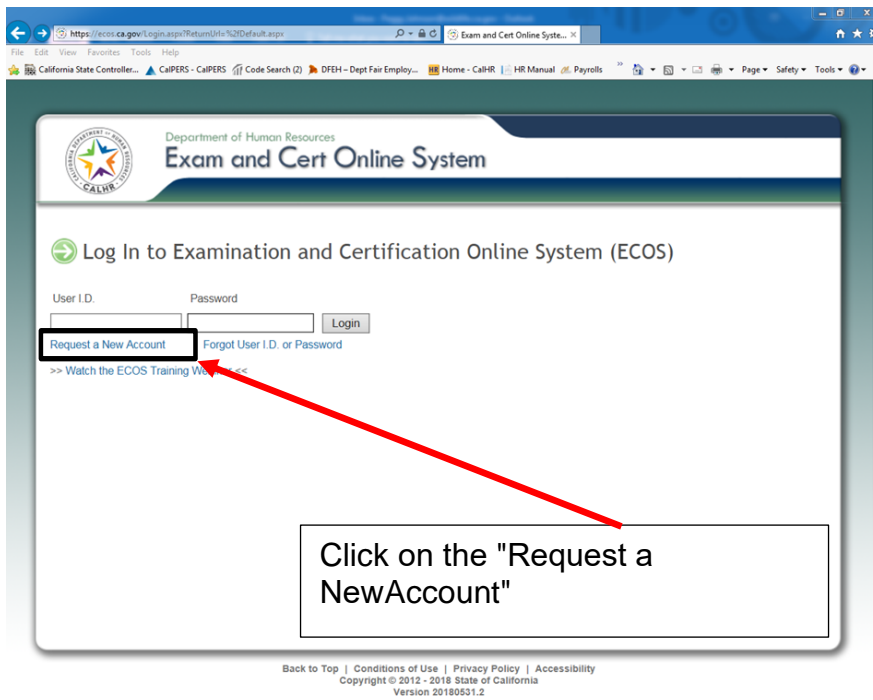 https://ecos.ca.gov/Login.aspx?ReturnUrl=%2fDefault.aspx
Exam and Cert Online Syste...
File Edit View Favorites Tools Help
California State Controller... CalPERS - CalPERS Code Search (2) DFEH – Dept Fair Employ... HR Home - CalHR HR Manual Payrolls » Page Safety Tools
Department of Human Resources
Exam and Cert Online System
CALHR
Log In to Examination and Certification Online System (ECOS)
User I.D. Password
Login
Request a New Account Forgot User I.D. or Password
>> Watch the ECOS Training <<
Click on the "Request a
NewAccount"
Back to Top | Conditions of Use | Privacy Policy | Accessibility
Copyright © 2012 - 2018 State of California
Version 20180531.2